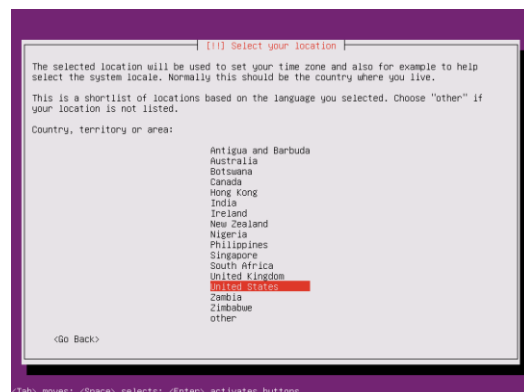 [!!] Select your location
The selected location will be used to set your time zone and also for example to help
select the system locale. Normally this should be the country where you live.
This is a shortlist of locations based on the language you selected. Choose "other" if
your location is not listed.
Country, territory or area:
Antigua and Barbuda
Australia
Botswana
Canada
Hong Kong
India
Ireland
New Zealand
Nigeria
Philippines
Singapore
South Africa
United Kingdom
United States
Zambia
Zimbabwe
other
<Go Back>
<Tab> moves; <Space> selects; <Enter> activates buttons